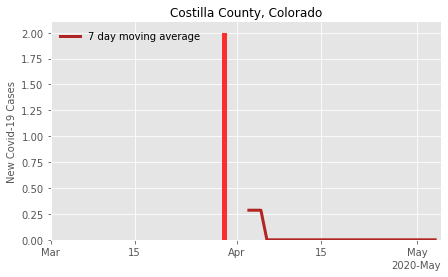 Costilla County, Colorado
7 day moving average
New Covid-19 Cases
2.00
1.75
1.50
1.25
1.00
0.75
0.50
0.25
0.00
Mar
15
Apr
15
May
2020-May